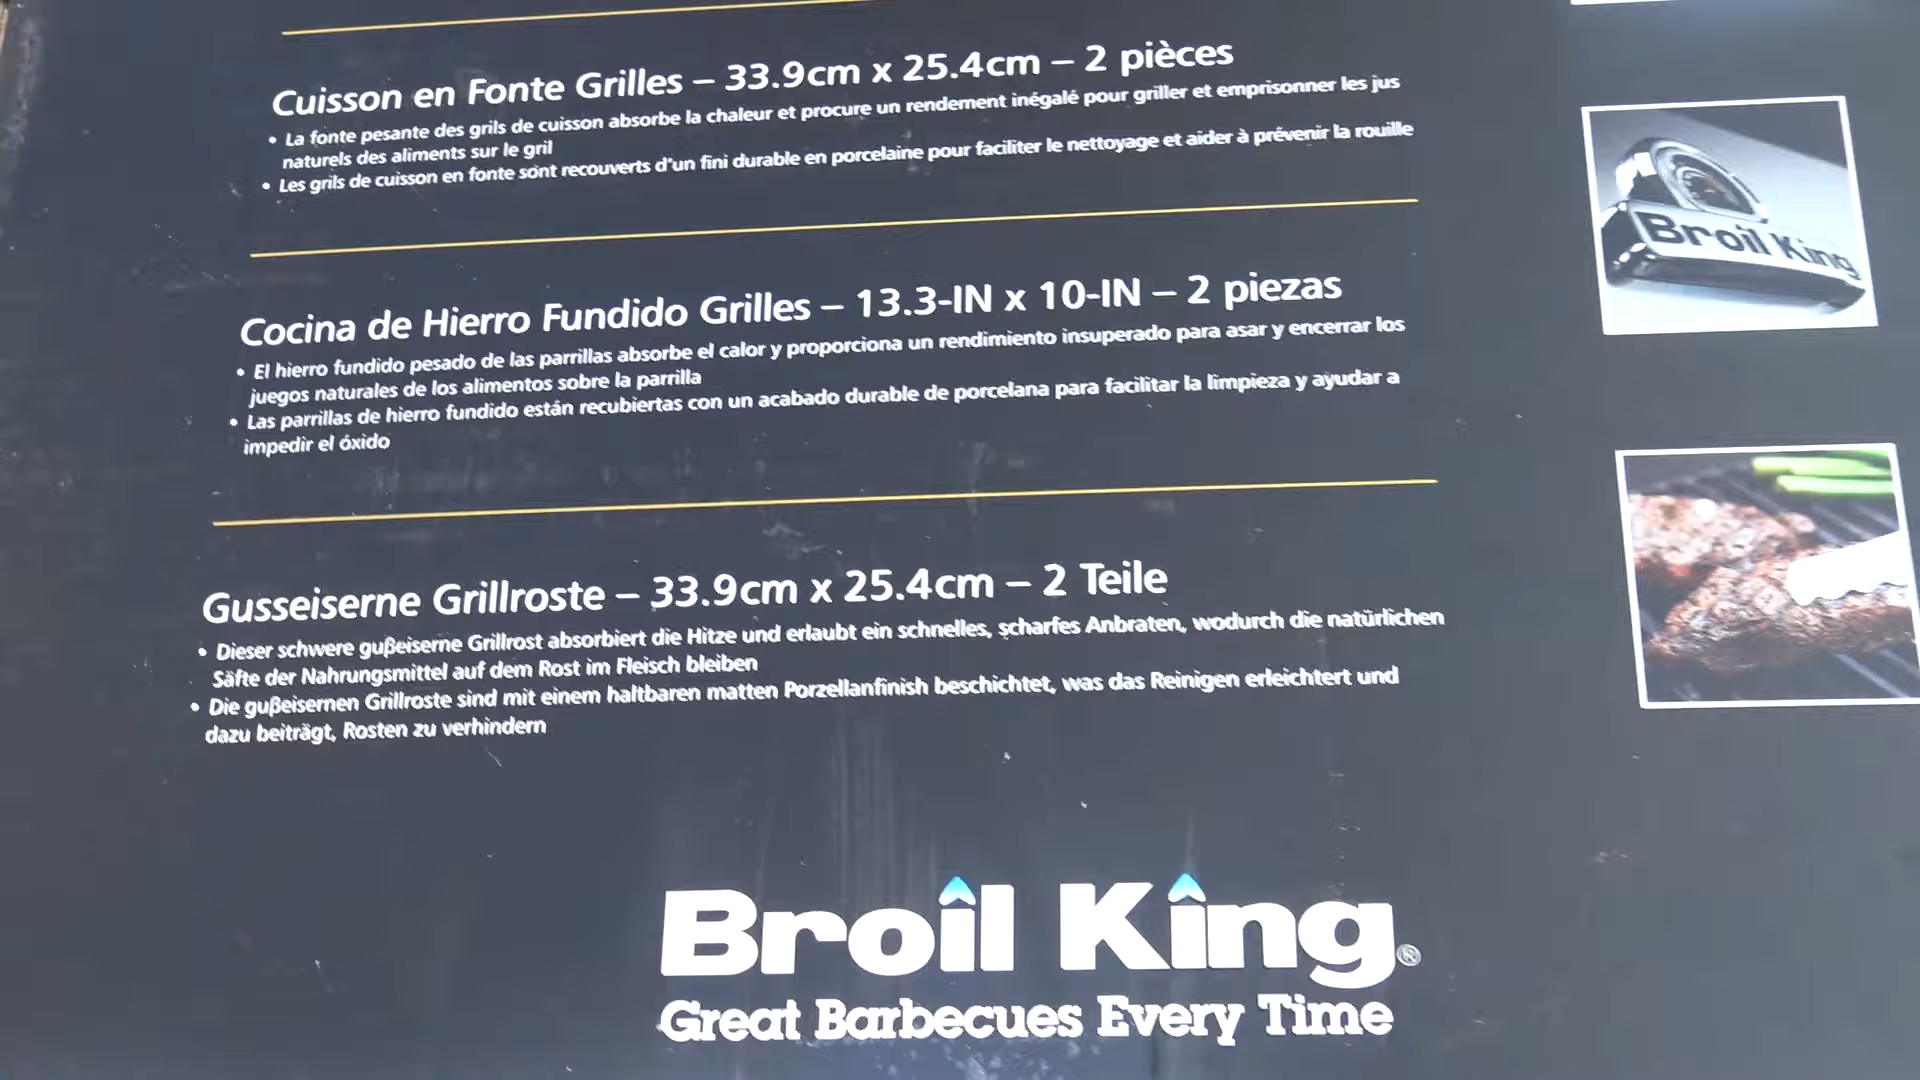 Cuisson en Fonte Grilles – 33.9cm x 25.4cm – 2 pièces
• La fonte pesante des grils de cuisson absorbe la chaleur et procure un rendement inégalé pour griller et emprisonner les jus
naturels des aliments sur le gril
• Les grils de cuisson en fonte sont recouverts d'un fini durable en porcelaine pour faciliter le nettoyage et aider à prévenir la rouille
Broil King
Cocina de Hierro Fundido Grilles – 13.3-IN x 10-IN – 2 piezas
• El hierro fundido pesado de las parrillas absorbe el calor y proporciona un rendimiento insuperado para asar y encerrar los
juegos naturales de los alimentos sobre la parrilla
• Las parrillas de hierro fundido están recubiertas con un acabado durable de porcelana para facilitar la limpieza y ayudar a
impedir el óxido
Gusseiserne Grillroste – 33.9cm x 25.4cm – 2 Teile
• Dieser schwere gußeiserne Grillrost absorbiert die Hitze und erlaubt ein schnelles, scharfes Anbraten, wodurch die natürlichen
Säfte der Nahrungsmittel auf dem Rost im Fleisch bleiben
• Die gußeisernen Grillroste sind mit einem haltbaren matten Porzellanfinish beschichtet, was das Reinigen erleichtert und
dazu beiträgt, Rosten zu verhindern
Broil King®
Great Barbecues Every Time